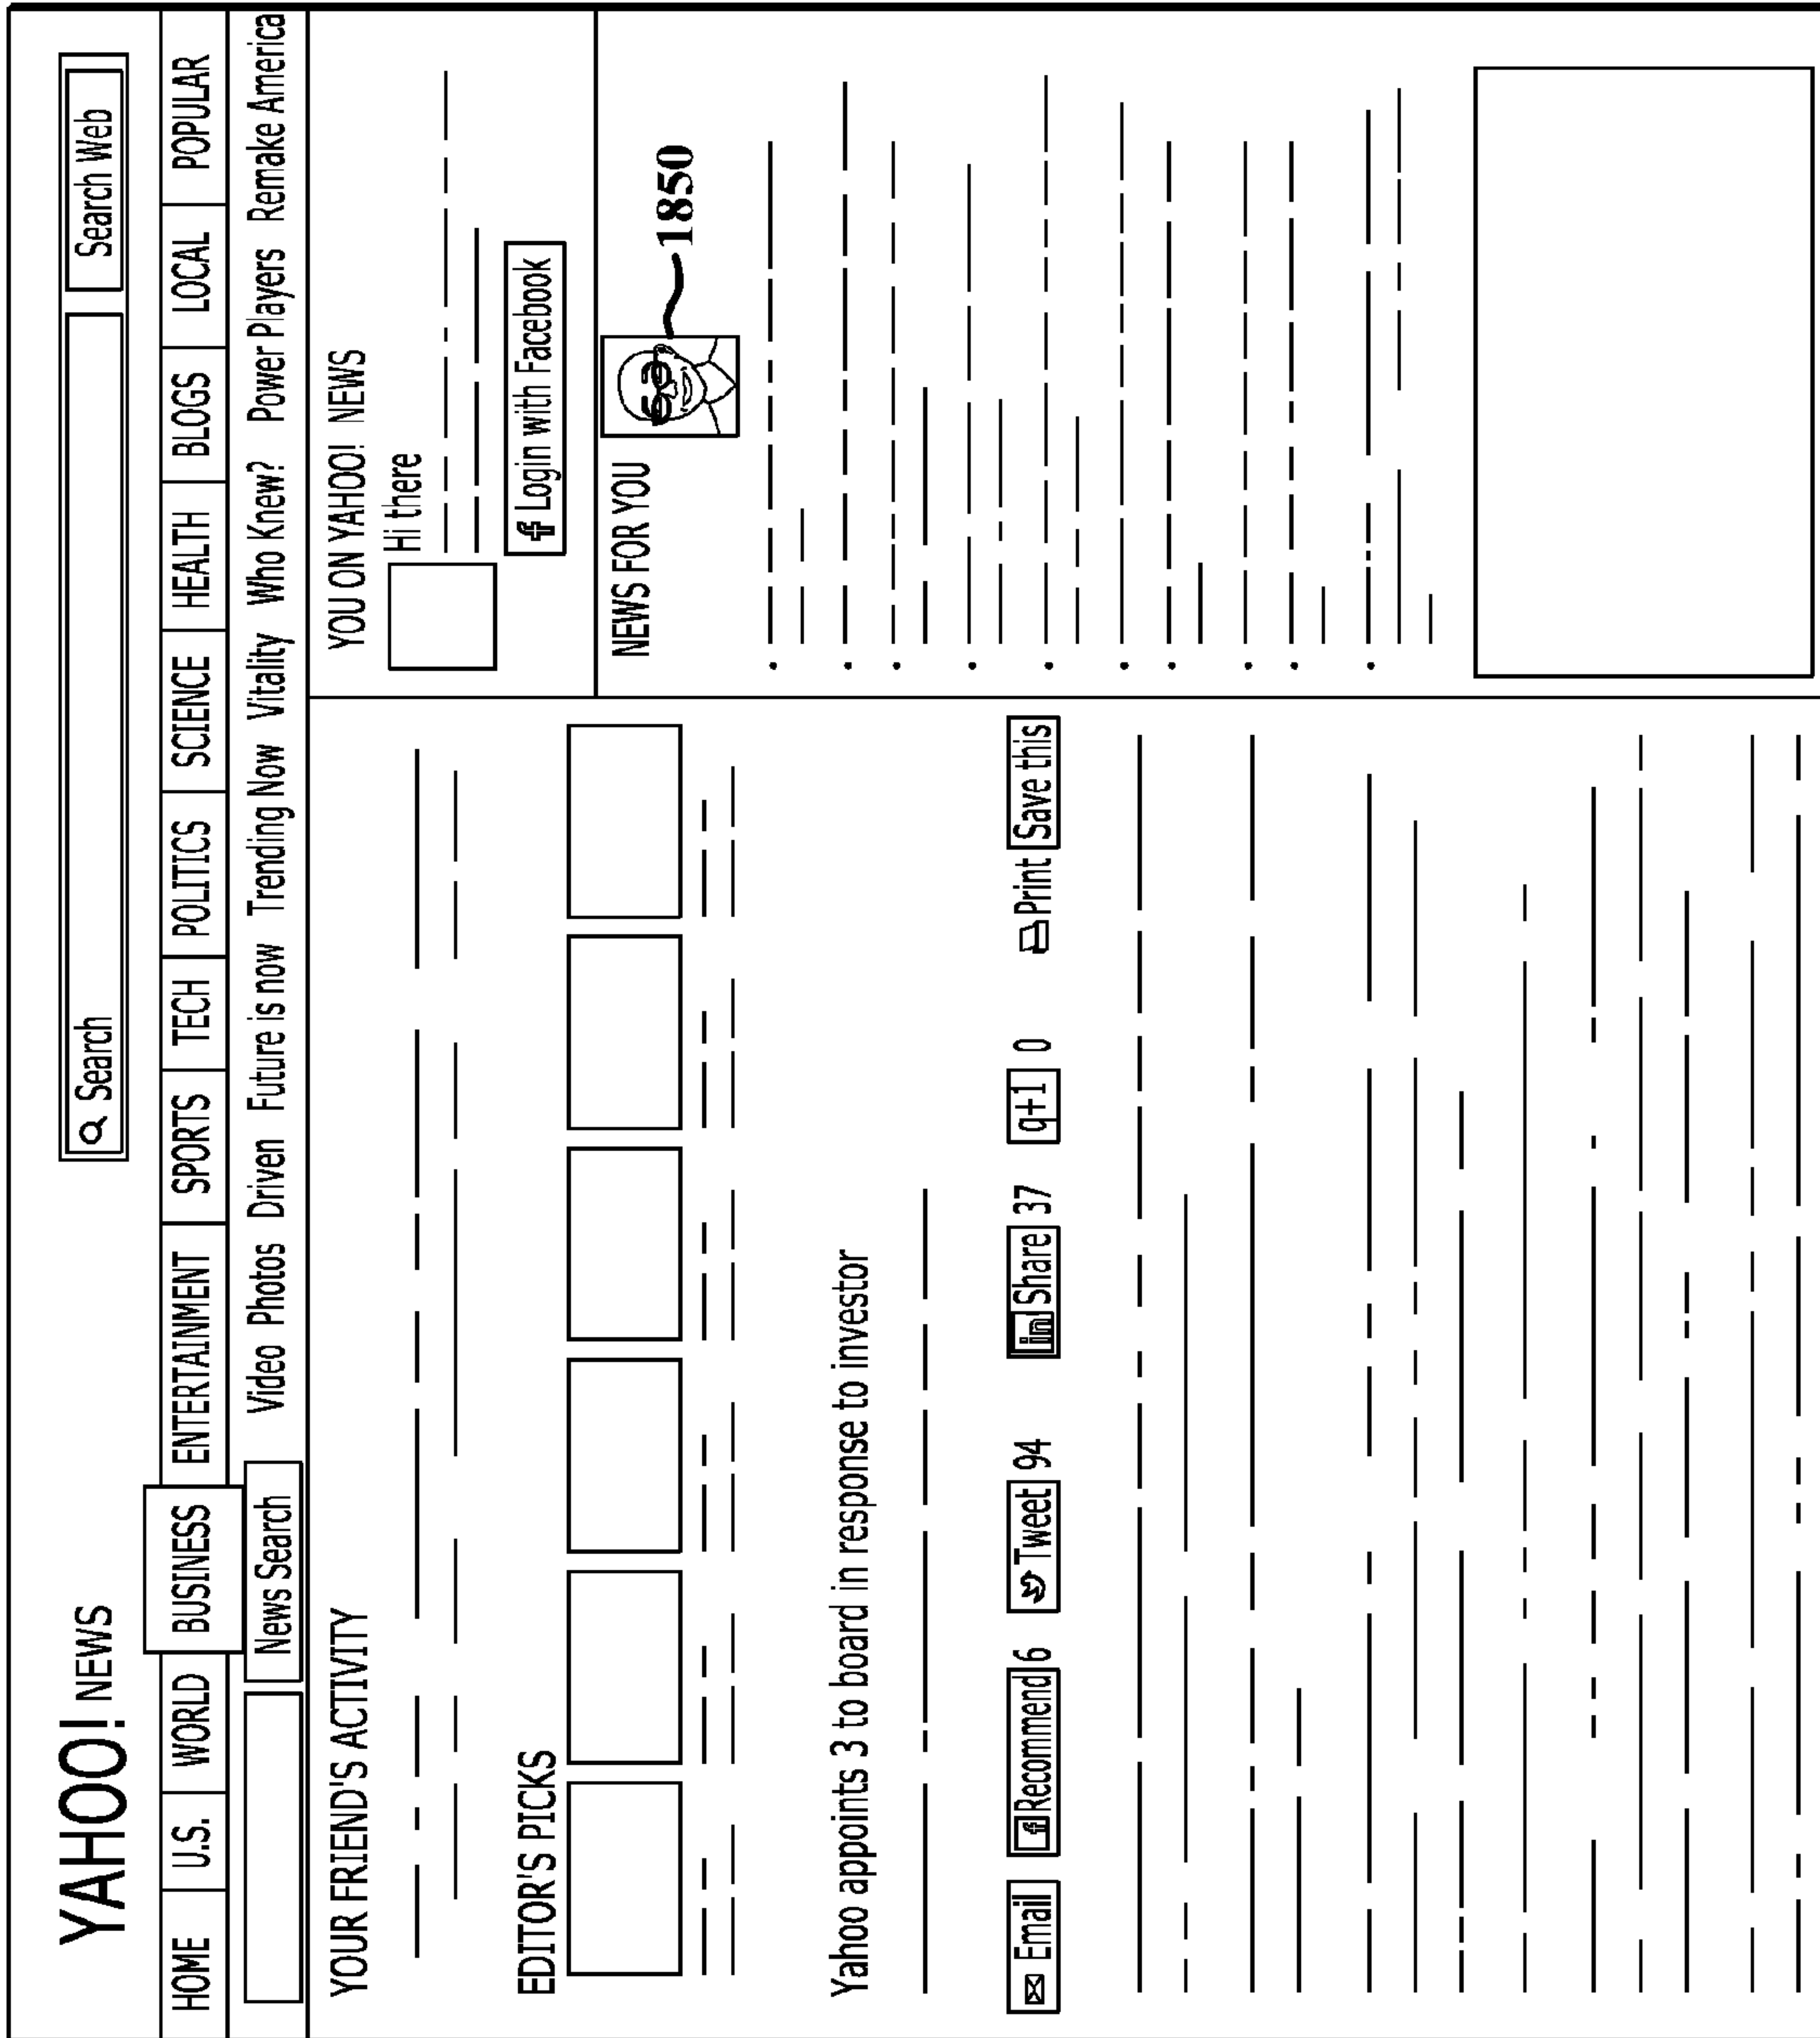 YAHOO! NEWS
Search
Search Web
HOME U.S. WORLD BUSINESS ENTERTAINMENT SPORTS TECH POLITICS SCIENCE HEALTH BLOGS LOCAL POPULAR
News Search Video Photos Driven Future is now Trending Now Vitality Who Knew? Power Players Remake America
YOUR FRIEND'S ACTIVITY
EDITOR'S PICKS
Yahoo appoints 3 to board in response to investor
Email f Recommend 6 Tweet 94 in Share 37 q+1 0 Print Save this
YOU ON YAHOO! NEWS
Hi there
f Login with Facebook
NEWS FOR YOU
1850